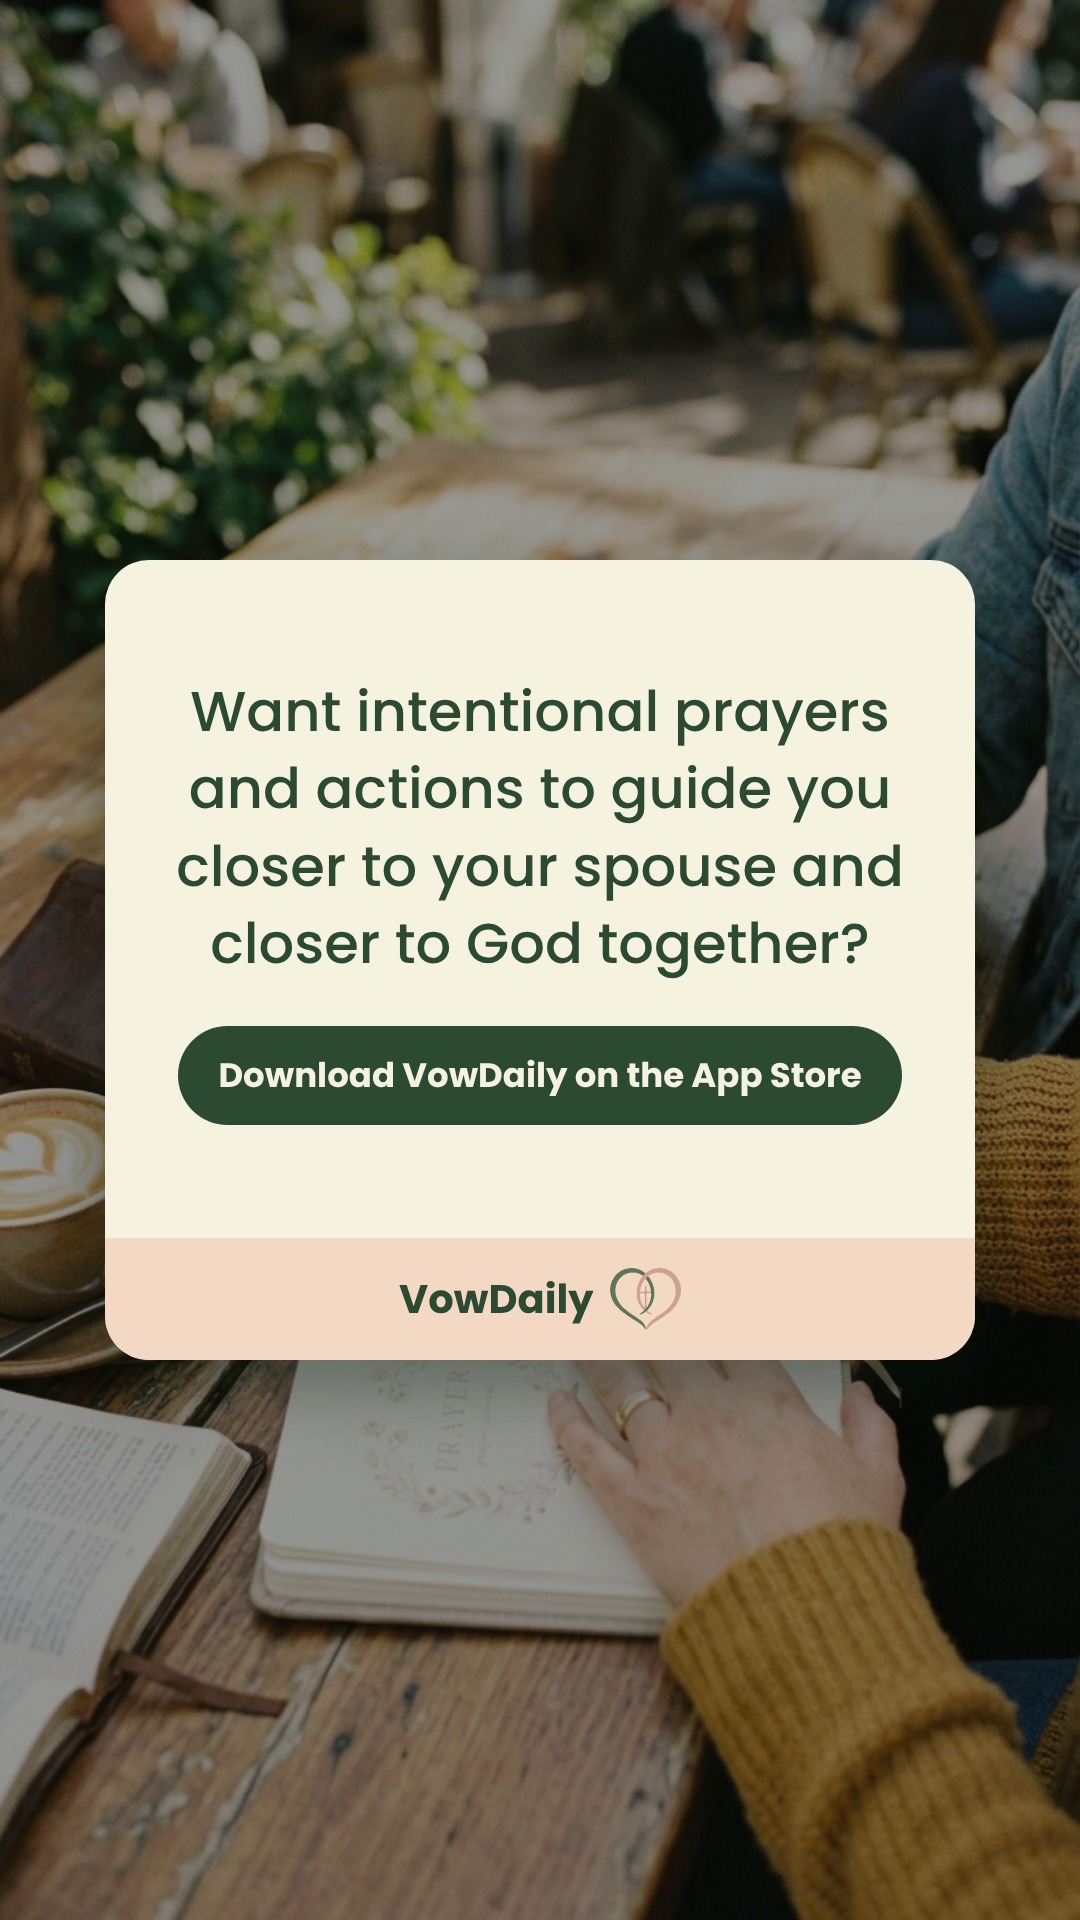 Want intentional prayers
and actions to guide you
closer to your spouse and
closer to God together?
Download VowDaily on the App Store
VowDaily
PRAYER